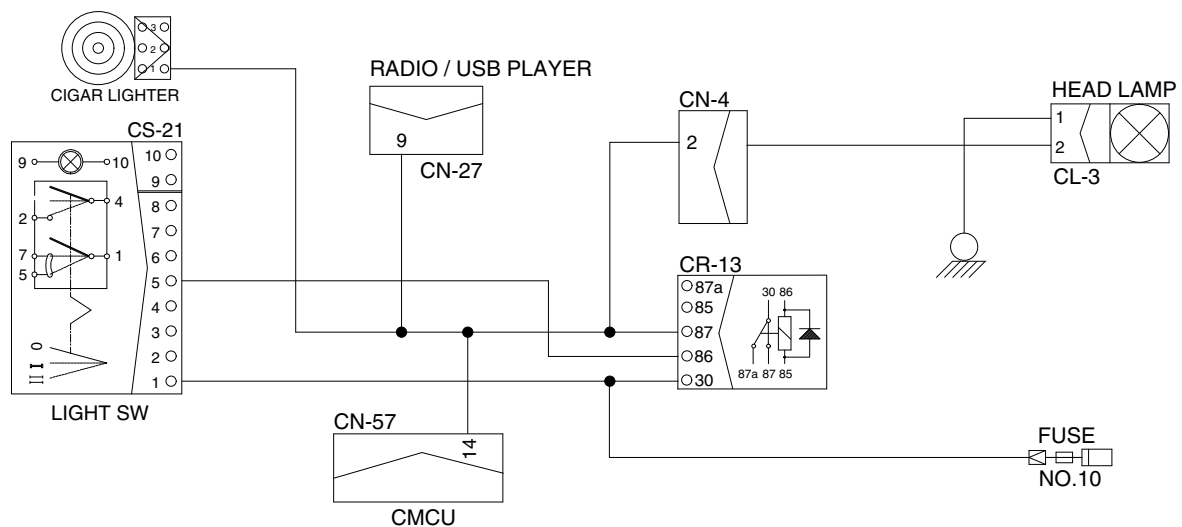 3
2
1
CIGAR LIGHTER
RADIO / USB PLAYER
9
CN-27
CN-4
2
HEAD LAMP
1
2
CL-3
CS-21
9 10
2 4
7 1
5
0
I
II
10
9
8
7
6
5
4
3
2
1
LIGHT SW
CR-13
87a
85
87
86
30
30 86
87a 87 85
CN-57
14
CMCU
FUSE
NO.10